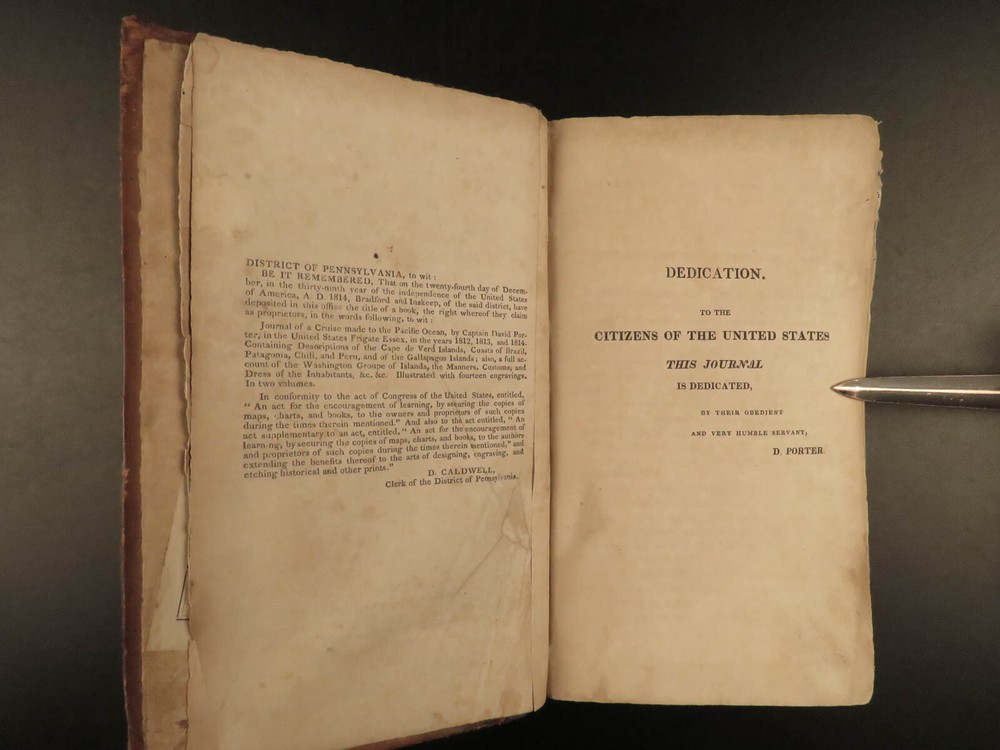 DISTRICT OF PENNSYLVANIA, to wit:
BE IT REMEMBERED, That on the twenty-fourth day of Decem-
ber, in the thirty-ninth year of the independence of the United States
of America, A. D. 1814, Bradford and Inskeep, of the said district, have
deposited in this office the title of a book, the right whereof they claim
as proprietors, in the words following, to wit:
Journal of a Cruise made to the Pacific Ocean, by Captain David Por-
ter, in the United States Frigate Essex, in the years 1812, 1813, and 1814.
Containing Descriptions of the Cape de Verd Islands, Coasts of Brazil,
Patagonia, Chili, and Peru, and of the Gallapagos Islands; also, a full ac-
count of the Washington Groupe of Islands, the Manners, Customs, and
Dress of the Inhabitants, &c. &c. Illustrated with fourteen engravings.
In two volumes.
In conformity to the act of Congress of the United States, entitled,
"An act for the encouragement of learning, by securing the copies of
maps, charts, and books, to the owners and proprietors of such copies
during the times therein mentioned." And also to the act entitled, "An
act supplementary to an act, entitled, "An act for the encouragement of
learning, by securing the copies of maps, charts, and books, to the authors
and proprietors of such copies during the times therein mentioned," and
extending the benefits thereof to the arts of designing, engraving, and
etching historical and other prints."
D. CALDWELL,
Clerk of the District of Pennsylvania.
DEDICATION.
TO THE
CITIZENS OF THE UNITED STATES
THIS JOURNAL
IS DEDICATED,
BY THEIR OBEDIENT
AND VERY HUMBLE SERVANT,
D. PORTER